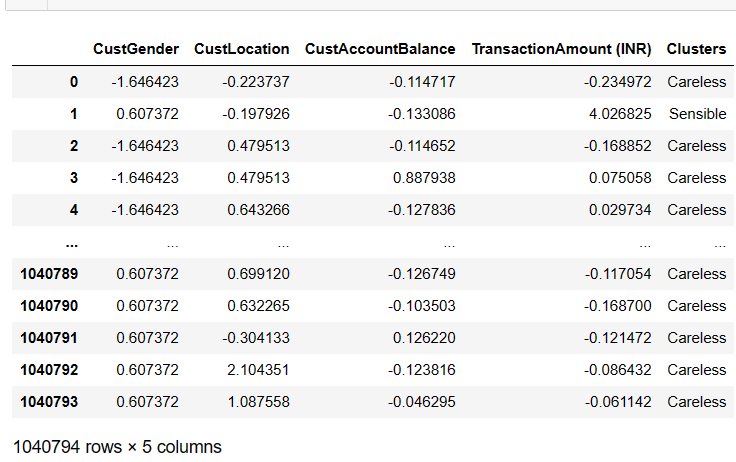 CustGender CustLocation CustAccountBalance TransactionAmount (INR) Clusters
0 -1.646423 -0.223737 -0.114717 -0.234972 Careless
1 0.607372 -0.197926 -0.133086 4.026825 Sensible
2 -1.646423 0.479513 -0.114652 -0.168852 Careless
3 -1.646423 0.479513 0.887938 0.075058 Careless
4 -1.646423 0.643266 -0.127836 0.029734 Careless
... ... ... ... ... ...
1040789 0.607372 0.699120 -0.126749 -0.117054 Careless
1040790 0.607372 0.632265 -0.103503 -0.168700 Careless
1040791 0.607372 -0.304133 0.126220 -0.121472 Careless
1040792 0.607372 2.104351 -0.123816 -0.086432 Careless
1040793 0.607372 1.087558 -0.046295 -0.061142 Careless
1040794 rows × 5 columns